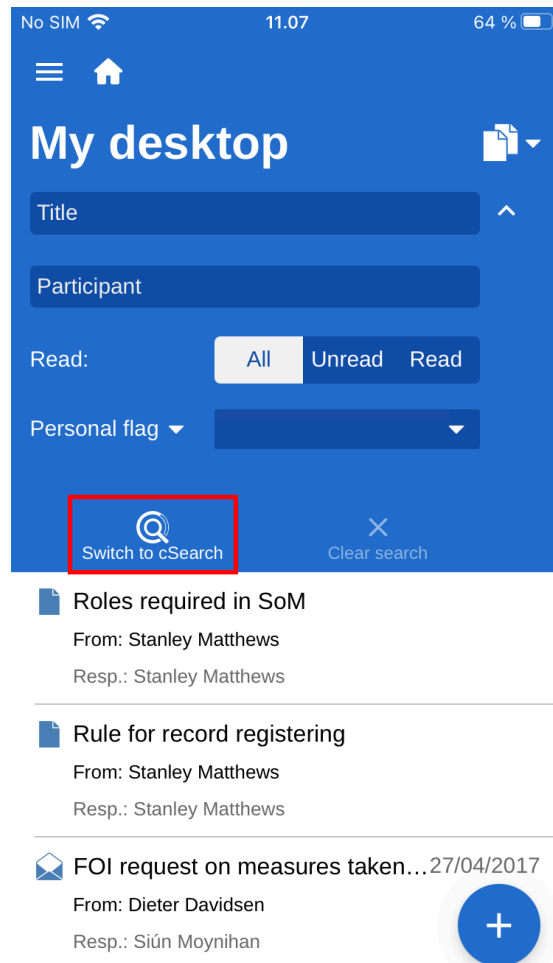 No SIM 11.07 64 %
My desktop
Title
Participant
Read: All Unread Read
Personal flag
Switch to cSearch Clear search
Roles required in SoM
From: Stanley Matthews
Resp.: Stanley Matthews
Rule for record registering
From: Stanley Matthews
Resp.: Stanley Matthews
FOI request on measures taken…27/04/2017
From: Dieter Davidsen
Resp.: Siún Moynihan